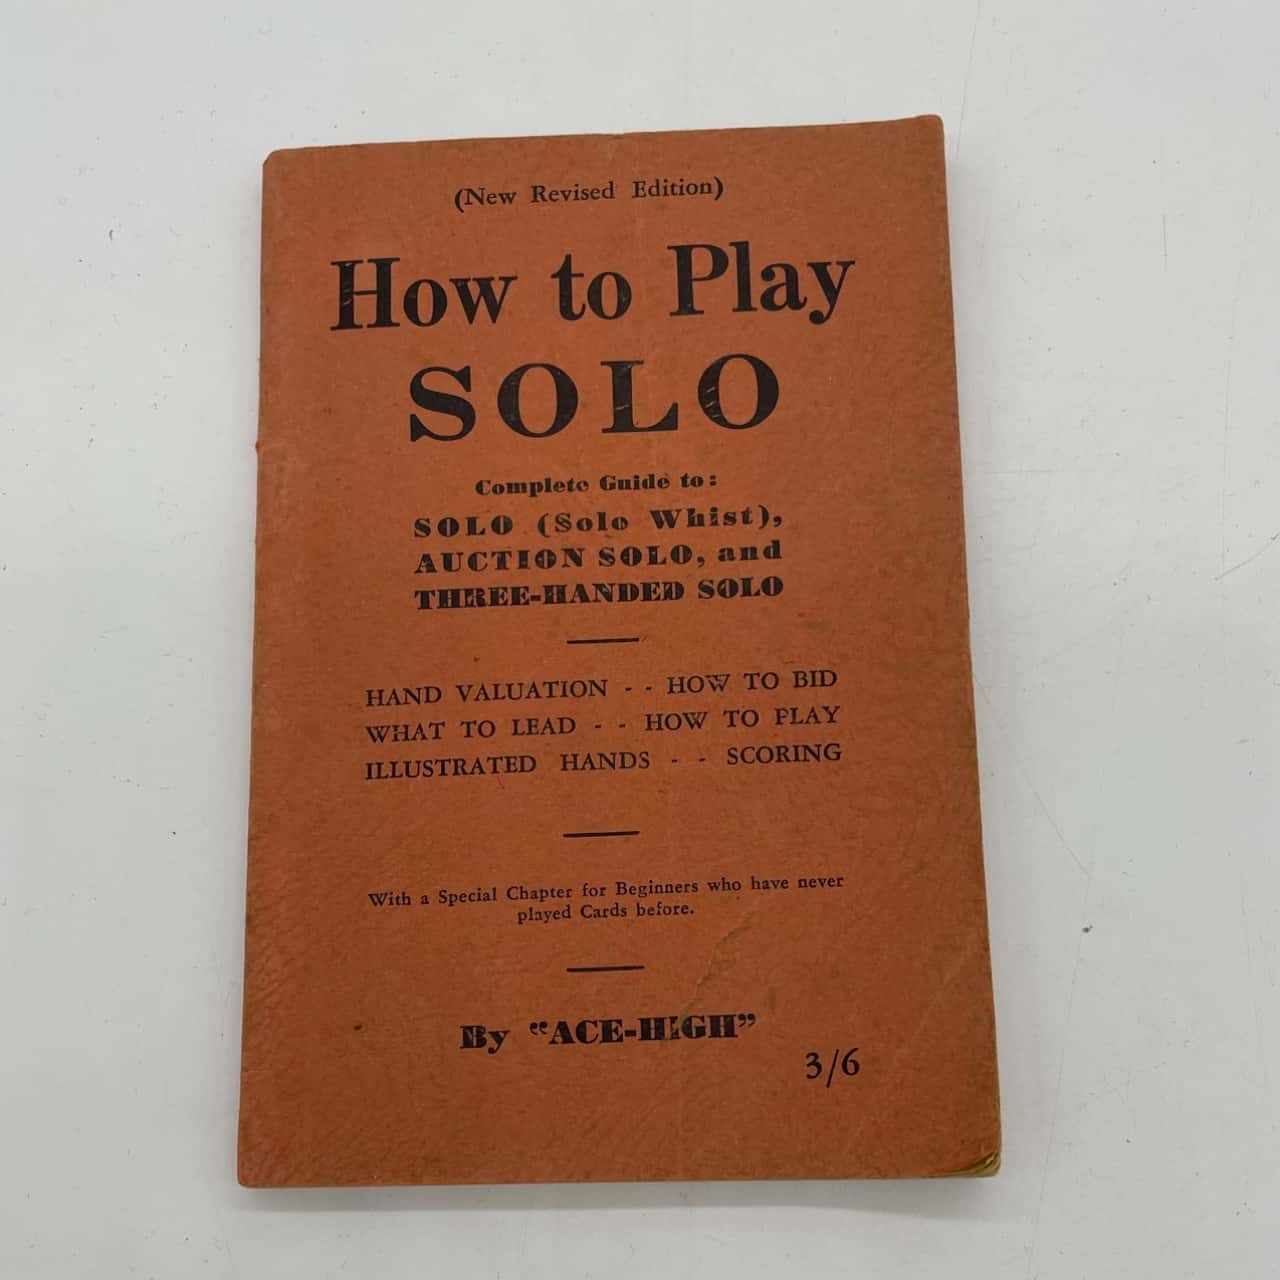 (New Revised Edition)
How to Play
SOLO
Complete Guide to:
SOLO (Solo Whist),
AUCTION SOLO, and
THREE-HANDED SOLO
HAND VALUATION - - HOW TO BID
WHAT TO LEAD - - HOW TO PLAY
ILLUSTRATED HANDS - - SCORING
With a Special Chapter for Beginners who have never
played Cards before.
By "ACE-HIGH"
3/6